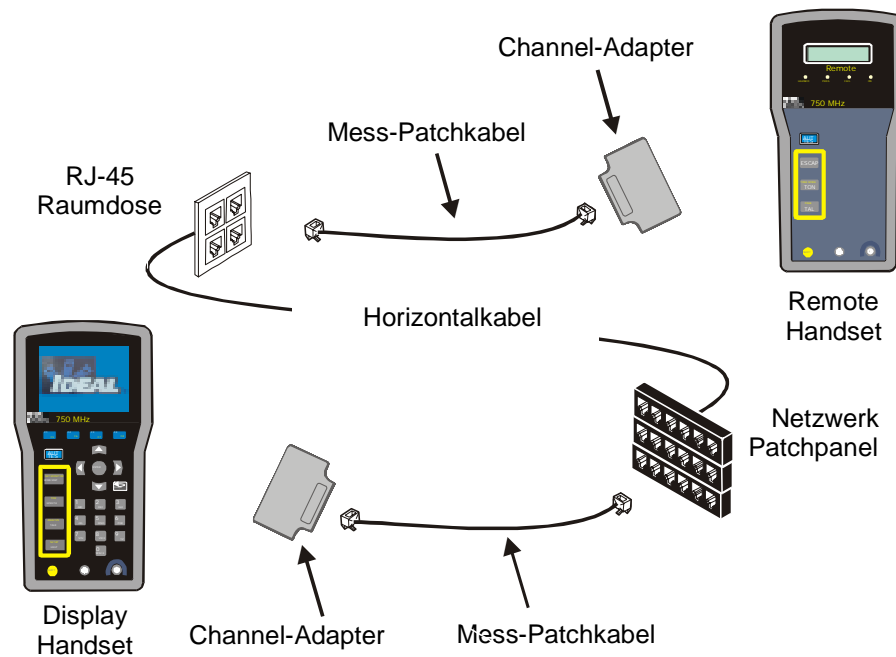 Channel-Adapter
Remote
750 MHz
ESCAPE
TON
TAL
Mess-Patchkabel
RJ-45
Raumdose
Remote
Handset
Horizontalkabel
IDEAL
750 MHz
Netzwerk
Patchpanel
Display
Handset
Channel-Adapter
Mess-Patchkabel